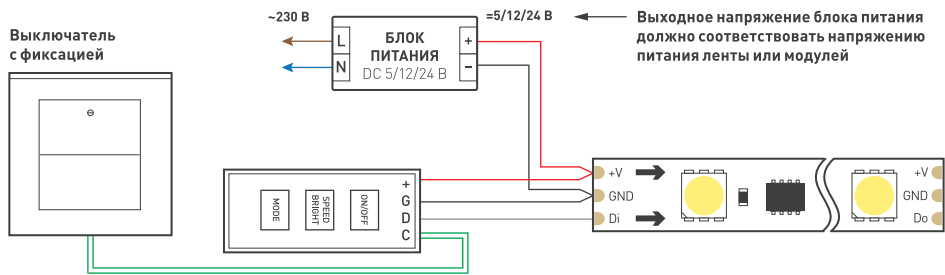 Выключатель
с фиксацией
~230 В
L
N
БЛОК
ПИТАНИЯ
DC 5/12/24 В
+
−
=5/12/24 В
Выходное напряжение блока питания
должно соответствовать напряжению
питания ленты или модулей
MODE
SPEED
BRIGHT
ON/OFF
+
G
D
C
+V
GND
Di
+V
GND
Do